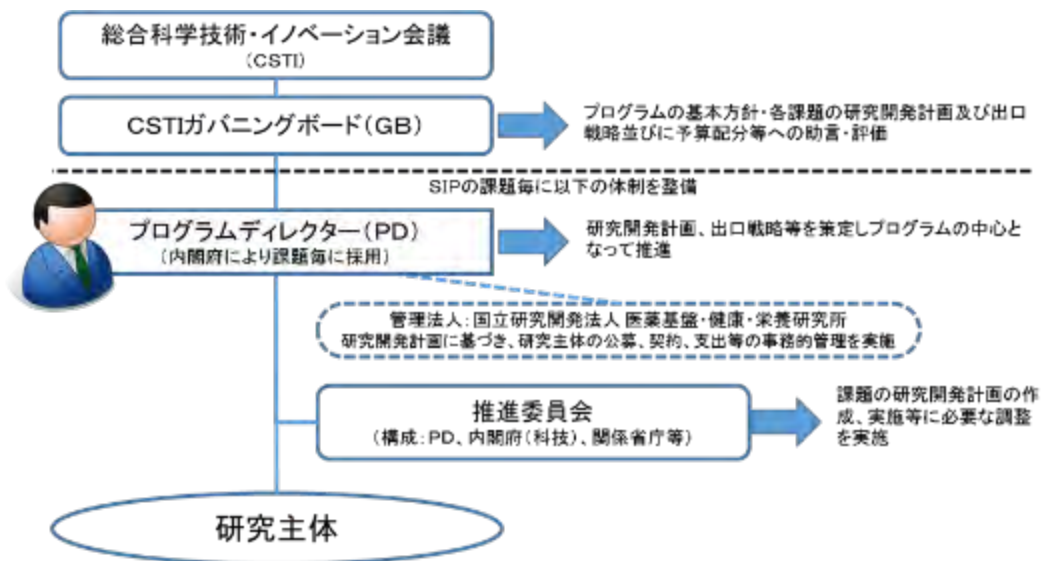 総合科学技術・イノベーション会議
(CSTI)
CSTIガバニングボード(GB)
プログラムの基本方針・各課題の研究開発計画及び出口
戦略並びに予算配分等への助言・評価
SIPの課題毎に以下の体制を整備
プログラムディレクター(PD)
(内閣府により課題毎に採用)
研究開発計画、出口戦略等を策定しプログラムの中心と
なって推進
管理法人:国立研究開発法人 医薬基盤・健康・栄養研究所
研究開発計画に基づき、研究主体の公募、契約、支出等の事務的管理を実施
推進委員会
(構成:PD、内閣府(科技)、関係省庁等)
課題の研究開発計画の作
成、実施等に必要な調整
を実施
研究主体